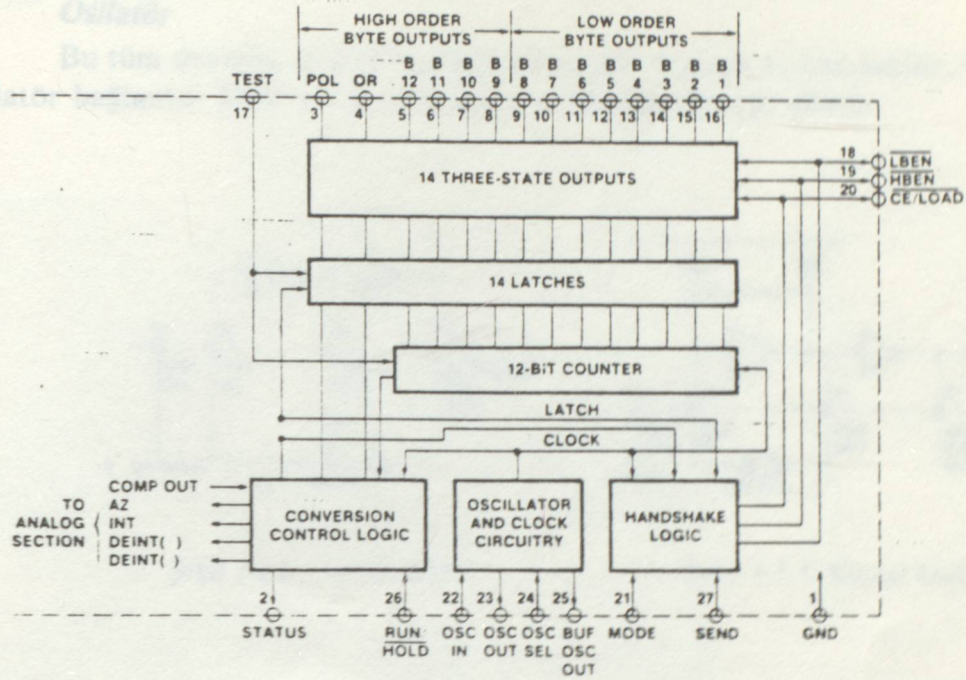 Osilatör
Bu tüm
latör bağlantı
HIGH ORDER
BYTE OUTPUTS
LOW ORDER
BYTE OUTPUTS
B B B B B B B B B B B B
TEST POL OR 12 11 10 9 8 7 6 5 4 3 2 1
17 3 4 5 6 7 8 9 10 11 12 13 14 15 16
14 THREE-STATE OUTPUTS
18 LBEN
19 HBEN
20 CE/LOAD
14 LATCHES
12-BiT COUNTER
LATCH
CLOCK
COMP OUT
TO
ANALOG
SECTION
AZ
INT
DEINT( )
DEINT( )
CONVERSION
CONTROL LOGIC
OSCILLATOR
AND CLOCK
CIRCUITRY
HANDSHAKE
LOGIC
2 26 22 23 24 25 21 27 1
STATUS
RUN/
HOLD
OSC
IN
OSC
OUT
OSC
SEL
BUF
OSC
OUT
MODE
SEND
GND